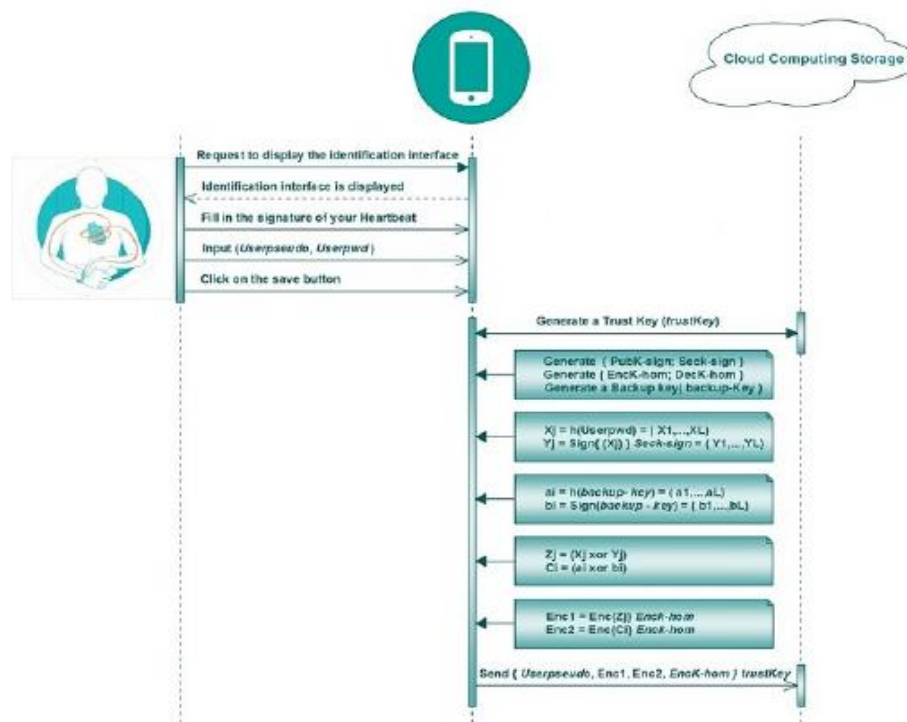 Cloud Computing Storage
Request to display the identification interface
Identification interface is displayed
Fill in the signature of your Heartbeat
Input (Userpseudo, Userpwd)
Click on the save button
Generate a Trust Key (trustKey)
Generate ( PubK-sign; Seck-sign )
Generate ( EncK-hom; DecK-hom )
Generate a Backup key( backup-Key )
Xj = h(Userpwd) = ( X1,...,XL)
Yj = Sign{ (Xj) } Seck-sign = ( Y1,...,YL)
ai = h(backup- key) = ( a1,...,aL)
bi = Sign(backup - key) = ( b1,...,bL)
Zj = (Xj xor Yj)
Ci = (ai xor bi)
Enc1 = Enc{Zj} EncK-hom
Enc2 = Enc{Ci} EncK-hom
Send { Userpseudo, Enc1, Enc2, EncK-hom } trustKey